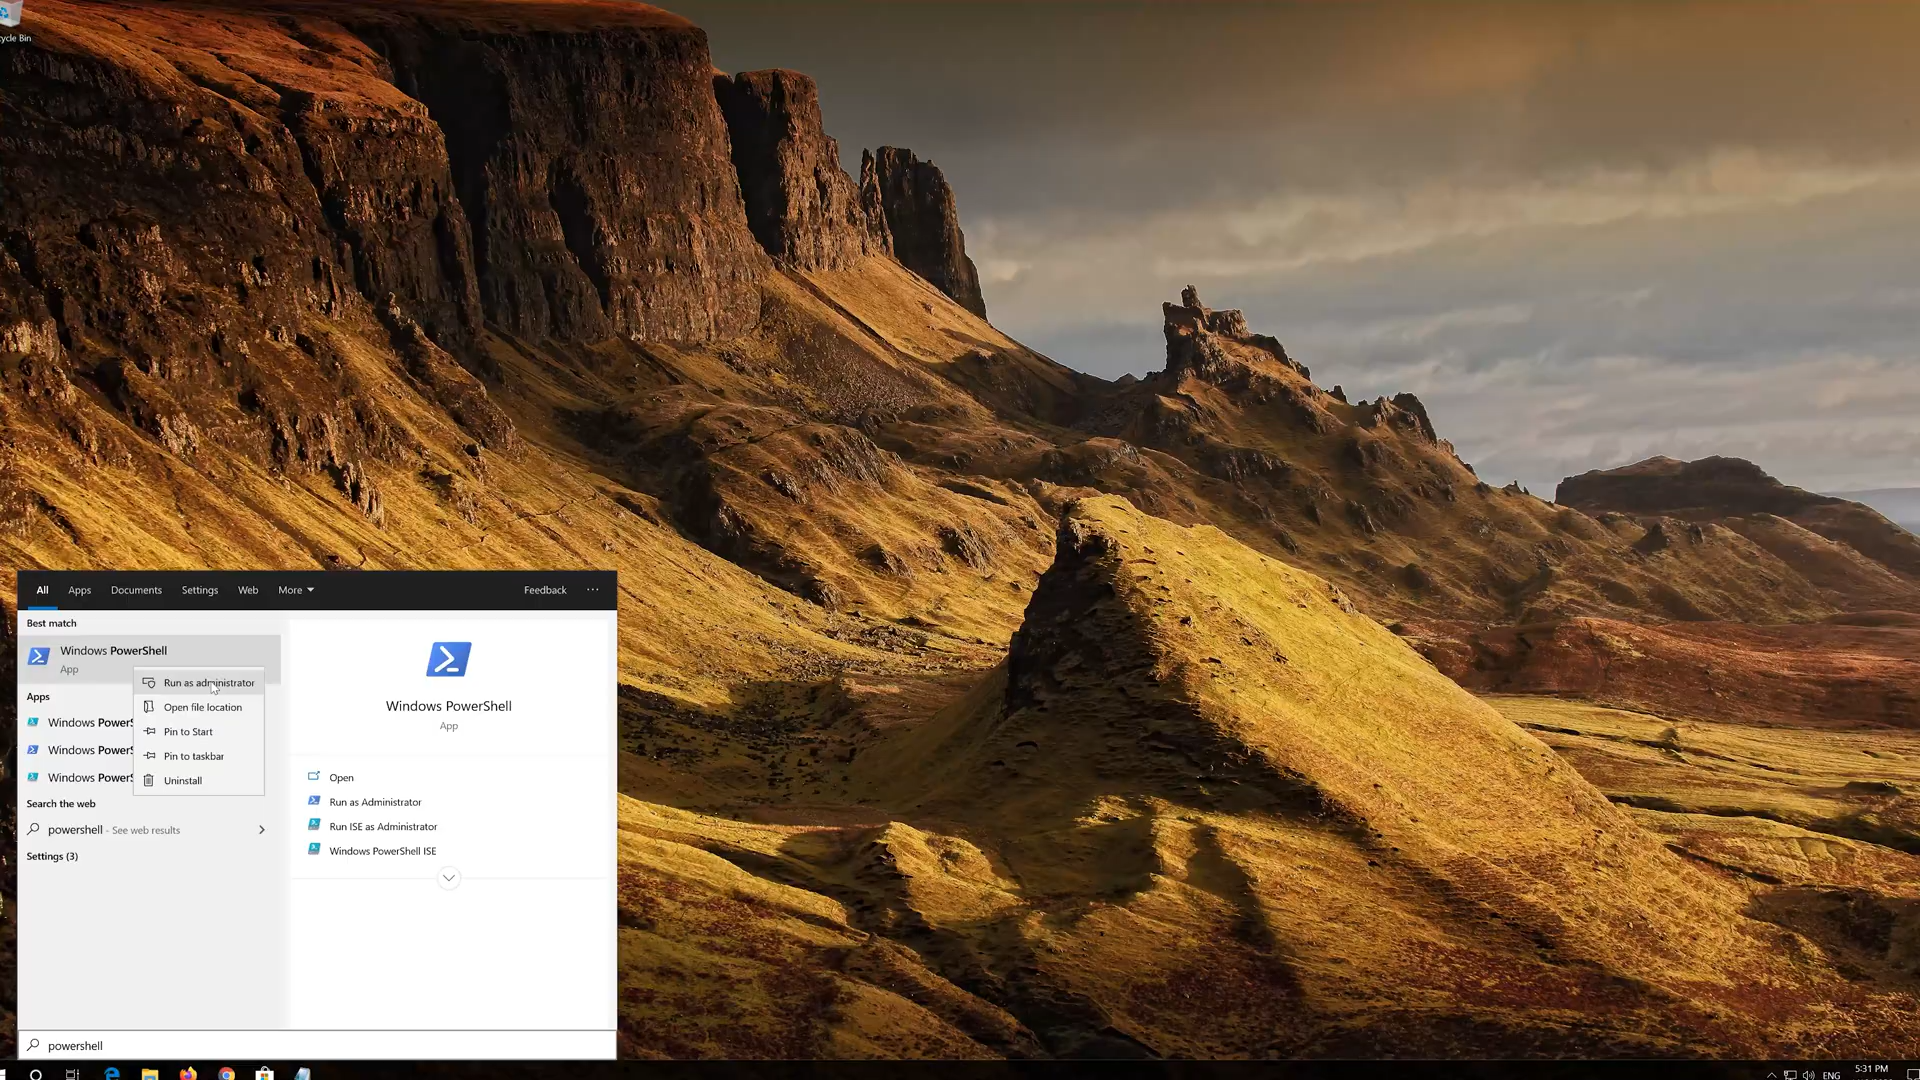 cycle Bin
All Apps Documents Settings Web More Feedback ...
Best match
Windows PowerShell
App
Run as administrator
Open file location
Pin to Start
Pin to taskbar
Uninstall
Apps
Windows PowerS
Windows PowerS
Windows PowerS
Search the web
powershell - See web results
Settings (3)
Windows PowerShell
App
Open
Run as Administrator
Run ISE as Administrator
Windows PowerShell ISE
powershell
ENG
5:31 PM